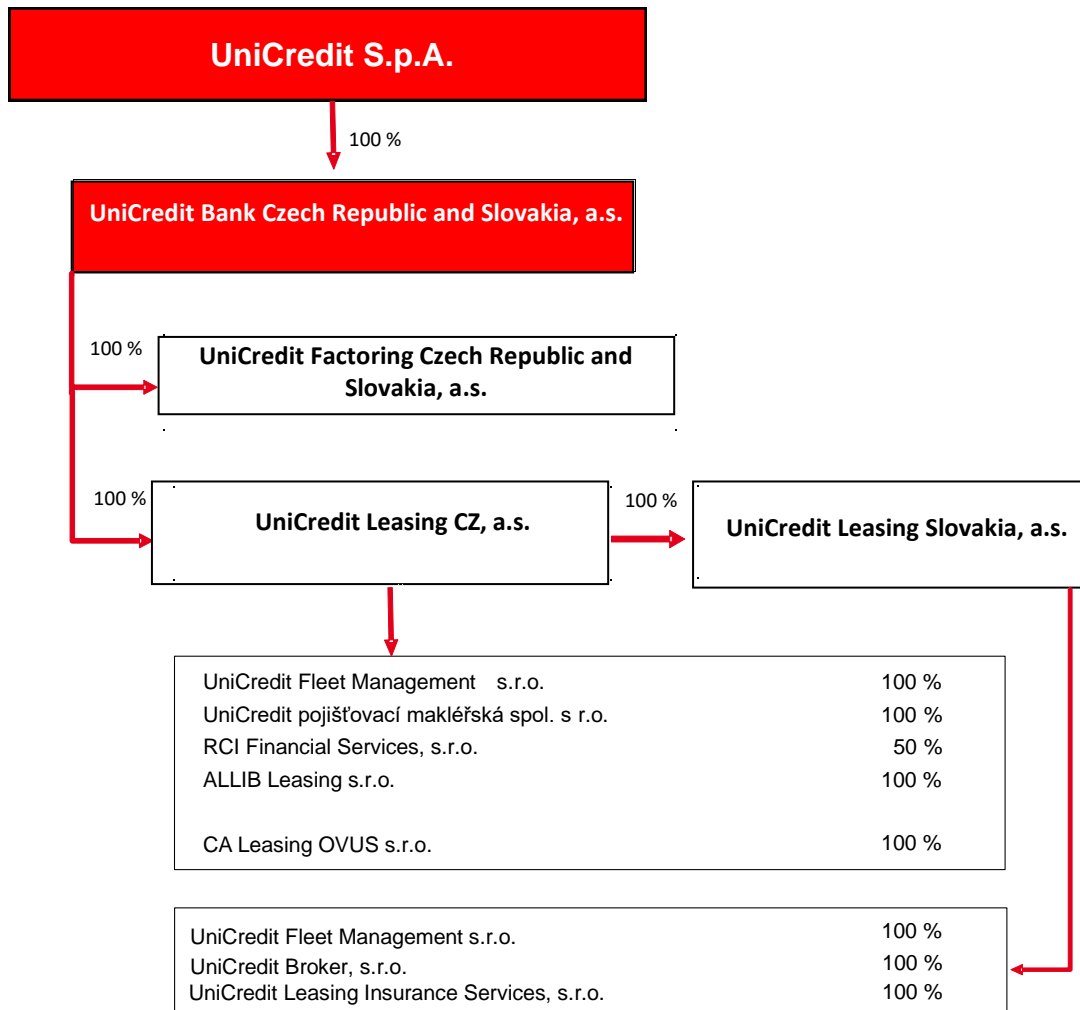 UniCredit S.p.A.
100 %
UniCredit Bank Czech Republic and Slovakia, a.s.
100 %
UniCredit Factoring Czech Republic and
Slovakia, a.s.
100 %
UniCredit Leasing CZ, a.s.
100 %
UniCredit Leasing Slovakia, a.s.
UniCredit Fleet Management s.r.o. 100 %
UniCredit pojišťovací makléřská spol. s r.o. 100 %
RCI Financial Services, s.r.o. 50 %
ALLIB Leasing s.r.o. 100 %
CA Leasing OVUS s.r.o. 100 %
UniCredit Fleet Management s.r.o. 100 %
UniCredit Broker, s.r.o. 100 %
UniCredit Leasing Insurance Services, s.r.o. 100 %